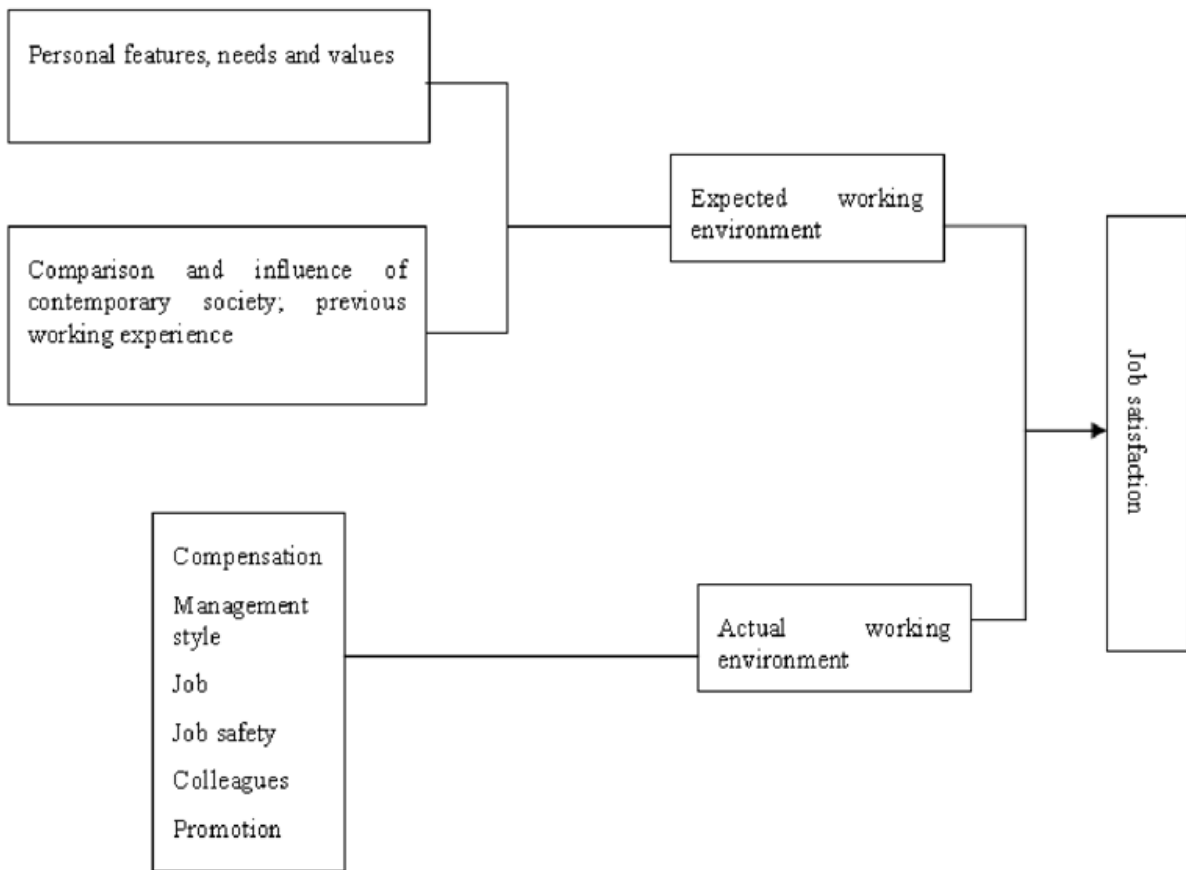 Personal features, needs and values
Expected working
environment
Comparison and influence of
contemporary society; previous
working experience
Job satisfaction
Compensation
Management
style
Job
Job safety
Colleagues
Promotion
Actual working
environment